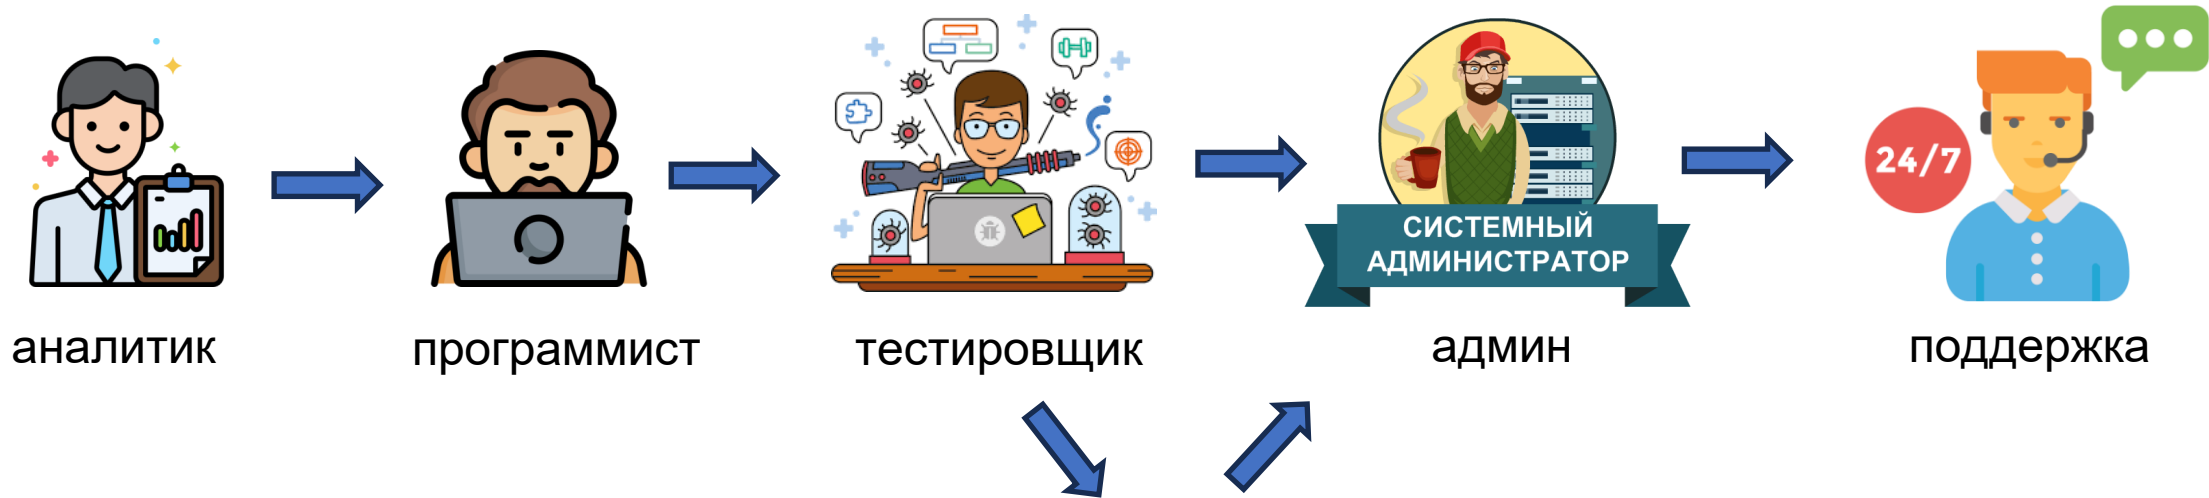 24/7
СИСТЕМНЫЙ
АДМИНИСТРАТОР
аналитик
программист
тестировщик
админ
поддержка